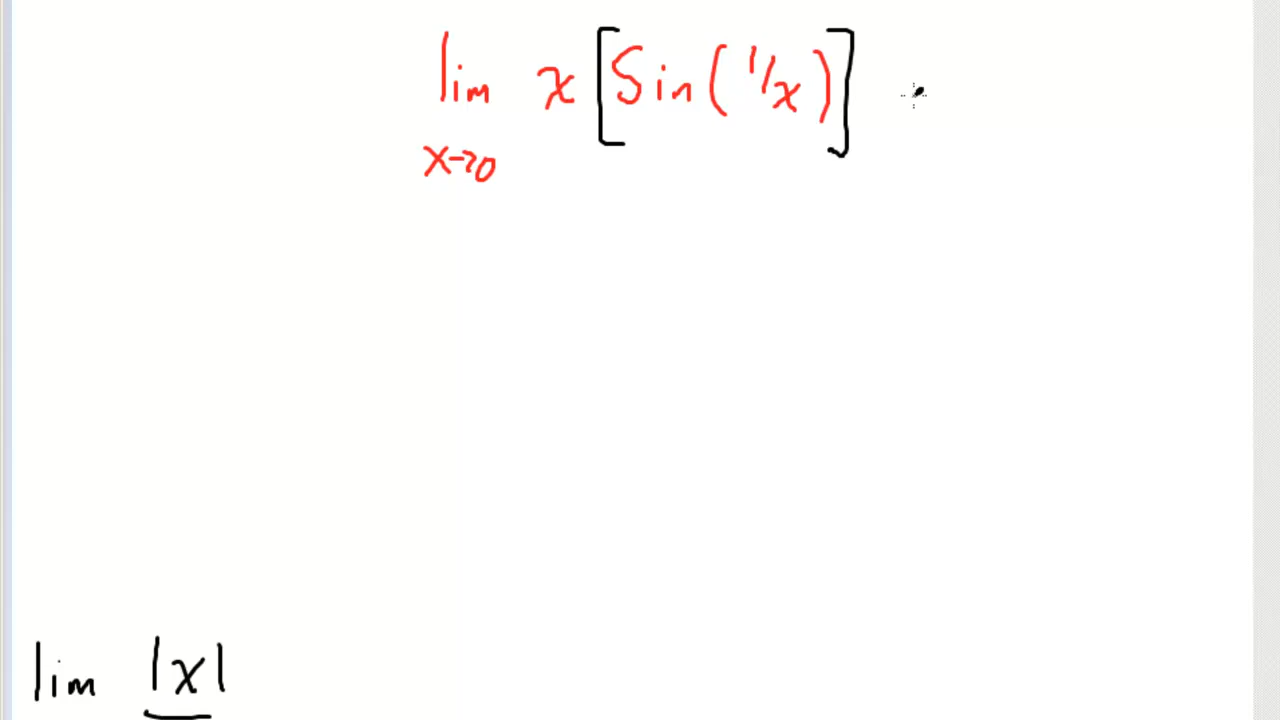 lim x[Sin(1/x)]
x→0
lim |x|